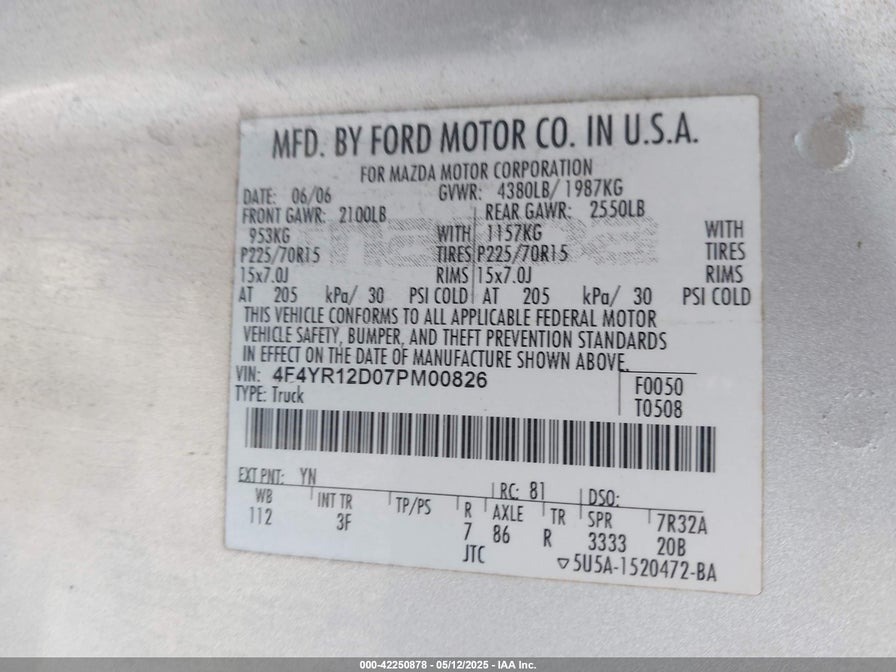 MFD. BY FORD MOTOR CO. IN U.S.A.
FOR MAZDA MOTOR CORPORATION
DATE: 06/06 GVWR: 4380LB/ 1987KG
FRONT GAWR: 2100LB REAR GAWR: 2550LB
953KG WITH 1157KG WITH
P225/70R15 TIRES P225/70R15 TIRES
15x7.0J RIMS 15x7.0J RIMS
AT 205 kPa/ 30 PSI COLD AT 205 kPa/ 30 PSI COLD
THIS VEHICLE CONFORMS TO ALL APPLICABLE FEDERAL MOTOR
VEHICLE SAFETY, BUMPER, AND THEFT PREVENTION STANDARDS
IN EFFECT ON THE DATE OF MANUFACTURE SHOWN ABOVE.
VIN: 4F4YR12D07PM00826 F0050
TYPE: Truck T0508
EXT PNT: YN RC: 81 DSO:
WB INT TR TP/PS R AXLE TR SPR 7R32A
112 3F 7 86 R 3333 20B
JTC ▽5U5A-1520472-BA
000-42250878 - 05/12/2025 - IAA Inc.